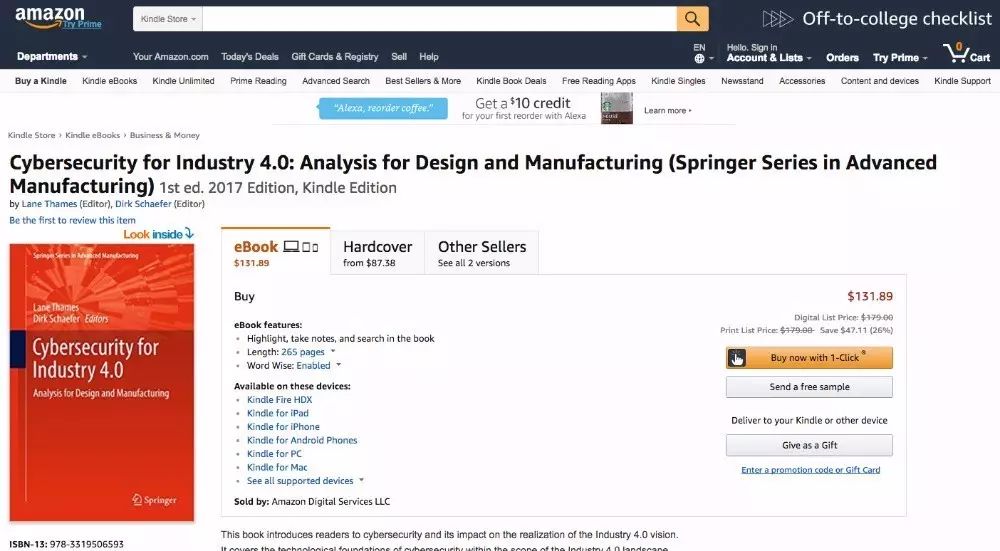 amazon
Try Prime
Kindle Store
Off-to-college checklist
Departments
Your Amazon.com Today's Deals Gift Cards & Registry Sell Help
EN
Hello. Sign in
Account & Lists
Orders
Try Prime
0
Cart
Buy a Kindle Kindle eBooks Kindle Unlimited Prime Reading Advanced Search Best Sellers & More Kindle Book Deals Free Reading Apps Kindle Singles Newsstand Accessories Content and devices Kindle Support
"Alexa, reorder coffee."
Get a $10 credit
for your first reorder with Alexa
Learn more ›
Kindle Store › Kindle eBooks › Business & Money
Cybersecurity for Industry 4.0: Analysis for Design and Manufacturing (Springer Series in Advanced
Manufacturing) 1st ed. 2017 Edition, Kindle Edition
by Lane Thames (Editor), Dirk Schaefer (Editor)
Be the first to review this item
Look inside
Springer Series in Advanced Manufacturing
Lane Thames
Dirk Schaefer Editors
Cybersecurity for
Industry 4.0
Analysis for Design and Manufacturing
Springer
ISBN-13: 978-3319506593
eBook
$131.89
Hardcover
from $87.38
Other Sellers
See all 2 versions
Buy
$131.89
Digital List Price: $179.00
Print List Price: $179.00 Save $47.11 (26%)
eBook features:
• Highlight, take notes, and search in the book
• Length: 265 pages
• Word Wise: Enabled
Available on these devices:
• Kindle Fire HDX
• Kindle for iPad
• Kindle for iPhone
• Kindle for Android Phones
• Kindle for PC
• Kindle for Mac
• See all supported devices
Sold by: Amazon Digital Services LLC
Buy now with 1-Click ®
Send a free sample
Deliver to your Kindle or other device
Give as a Gift
Enter a promotion code or Gift Card
This book introduces readers to cybersecurity and its impact on the realization of the Industry 4.0 vision.
It covers the technological foundations of cybersecurity within the scope of the Industry 4.0 landscape